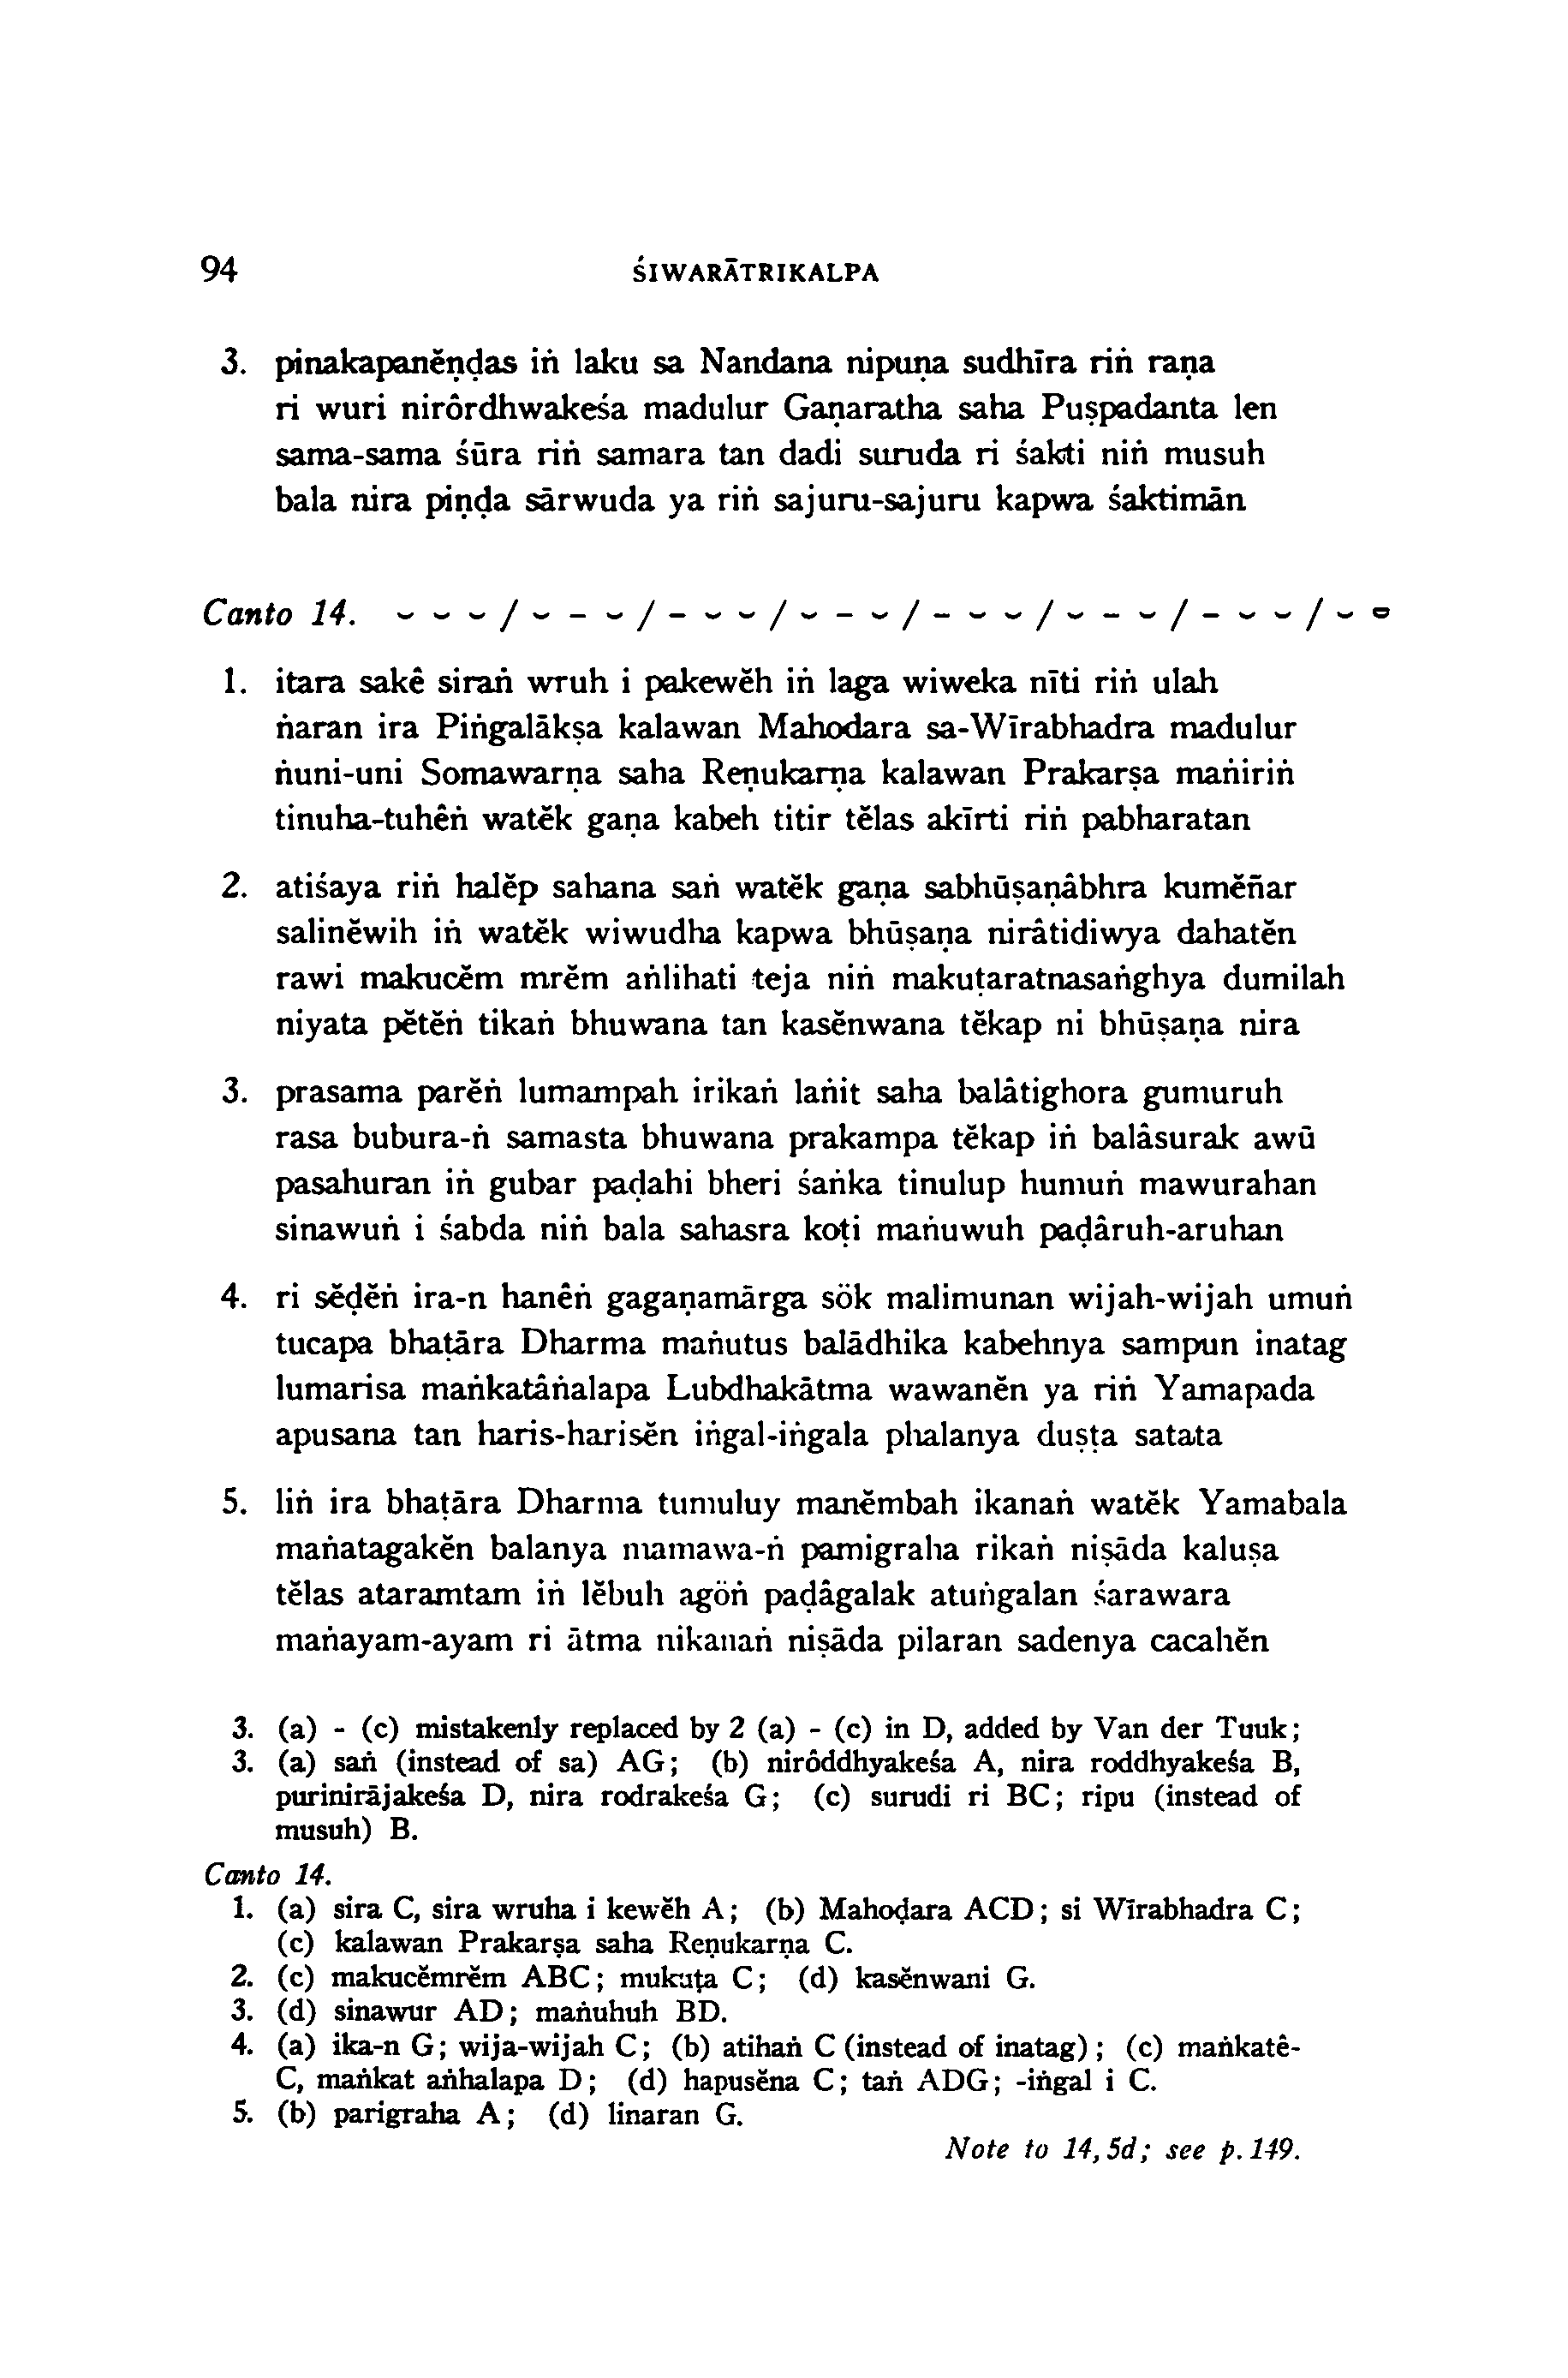 94 ŚIWARĀTRIKALPA
3. pinakapanĕṇḍas iṅ laku sa Nandana nipuṇa sudhīra riṅ raṇa
ri wuri nirôrdhwakeśa madulur Gaṇaratha saha Puṣpadanta len
sama-sama śūra riṅ samara tan dadi suruda ri śakti niṅ musuh
bala nira piṇḍa sārwuda ya riṅ sajuru-sajuru kapwa śaktimān
Canto 14. ⏑ ⏑ ⏑ / ⏑ – ⏑ / – ⏑ ⏑ / ⏑ – ⏑ / – ⏑ ⏑ / ⏑ – ⏑ / – ⏑ ⏑ / ⏑ ⏓
1. itara sakê siraṅ wruh i pakewĕh iṅ laga wiweka nīti riṅ ulah
ṅaran ira Piṅgalākṣa kalawan Mahodara sa-Wīrabhadra madulur
ṅuni-uni Somawarṇa saha Reṇukarṇa kalawan Prakarṣa maṅiriṅ
tinuha-tuhêṅ watĕk gaṇa kabeh titir tĕlas akīrti riṅ pabharatan
2. atiśaya riṅ halĕp sahana saṅ watĕk gaṇa sabhūṣaṇâbhra kumĕñar
salinĕwih iṅ watĕk wiwudha kapwa bhūṣaṇa nirâtidiwya dahatĕn
rawi makucĕm mrĕm aṅlihati teja niṅ makuṭaratnasaṅghya dumilah
niyata pĕtĕṅ tikaṅ bhuwana tan kasĕnwana tĕkap ni bhūṣaṇa nira
3. prasama parĕṅ lumampah irikaṅ laṅit saha balâtighora gumuruh
rasa bubura-ṅ samasta bhuwana prakampa tĕkap iṅ balâsurak awū
pasahuran iṅ gubar paḍahi bheri śaṅka tinulup humuṅ mawurahan
sinawuṅ i śabda niṅ bala sahasra koṭi maṅuwuh paḍâruh-aruhan
4. ri sĕḍĕṅ ira-n hanêṅ gagaṇamārga sök malimunan wijah-wijah umuṅ
tucapa bhaṭāra Dharma maṅutus balādhika kabehnya sampun inatag
lumarisa maṅkatâṅalapa Lubdhakātma wawanĕn ya riṅ Yamapada
apusana tan haris-harisĕn iṅgal-iṅgala phalanya duṣṭa satata
5. liṅ ira bhaṭāra Dharma tumuluy manĕmbah ikanaṅ watĕk Yamabala
maṅatagakĕn balanya mamawa-ṅ pamigraha rikaṅ niṣāda kaluṣa
tĕlas ataramtam iṅ lĕbuh agöṅ paḍâgalak atuṅgalan śarawara
maṅayam-ayam ri ātma nikanaṅ niṣāda pilaran sadenya cacahĕn
3. (a) - (c) mistakenly replaced by 2 (a) - (c) in D, added by Van der Tuuk;
3. (a) saṅ (instead of sa) AG; (b) nirôddhyakeśa A, nira roddhyakeśa B,
purinirājakeśa D, nira rodrakeśa G; (c) surudi ri BC; ripu (instead of
musuh) B.
Canto 14.
1. (a) sira C, sira wruha i kewĕh A; (b) Mahoḍara ACD; si Wīrabhadra C;
(c) kalawan Prakarṣa saha Reṇukarṇa C.
2. (c) makucĕmrĕm ABC; mukuṭa C; (d) kasĕnwani G.
3. (d) sinawur AD; maṅuhuh BD.
4. (a) ika-n G; wija-wijah C; (b) atihaṅ C (instead of inatag); (c) maṅkatê-
C, maṅkat aṅhalapa D; (d) hapusĕna C; taṅ ADG; -iṅgal i C.
5. (b) parigraha A; (d) linaran G.
Note to 14, 5d; see p. 149.